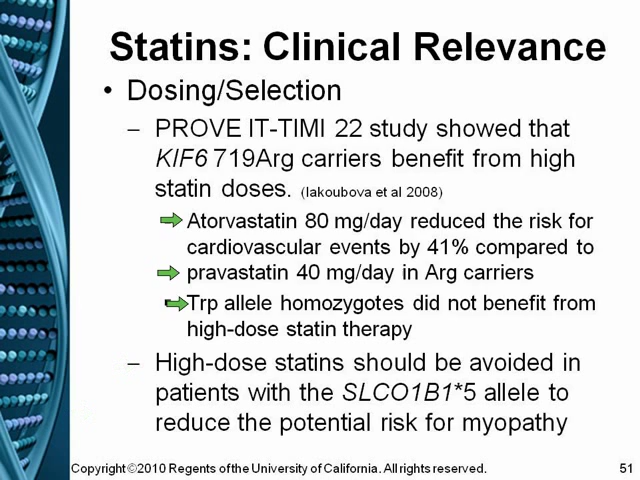 Statins: Clinical Relevance
• Dosing/Selection
– PROVE IT-TIMI 22 study showed that
KIF6 719Arg carriers benefit from high
statin doses. (Iakoubova et al 2008)
Atorvastatin 80 mg/day reduced the risk for
cardiovascular events by 41% compared to
pravastatin 40 mg/day in Arg carriers
Trp allele homozygotes did not benefit from
high-dose statin therapy
– High-dose statins should be avoided in
patients with the SLCO1B1*5 allele to
reduce the potential risk for myopathy
Copyright ©2010 Regents of the University of California. All rights reserved. 51